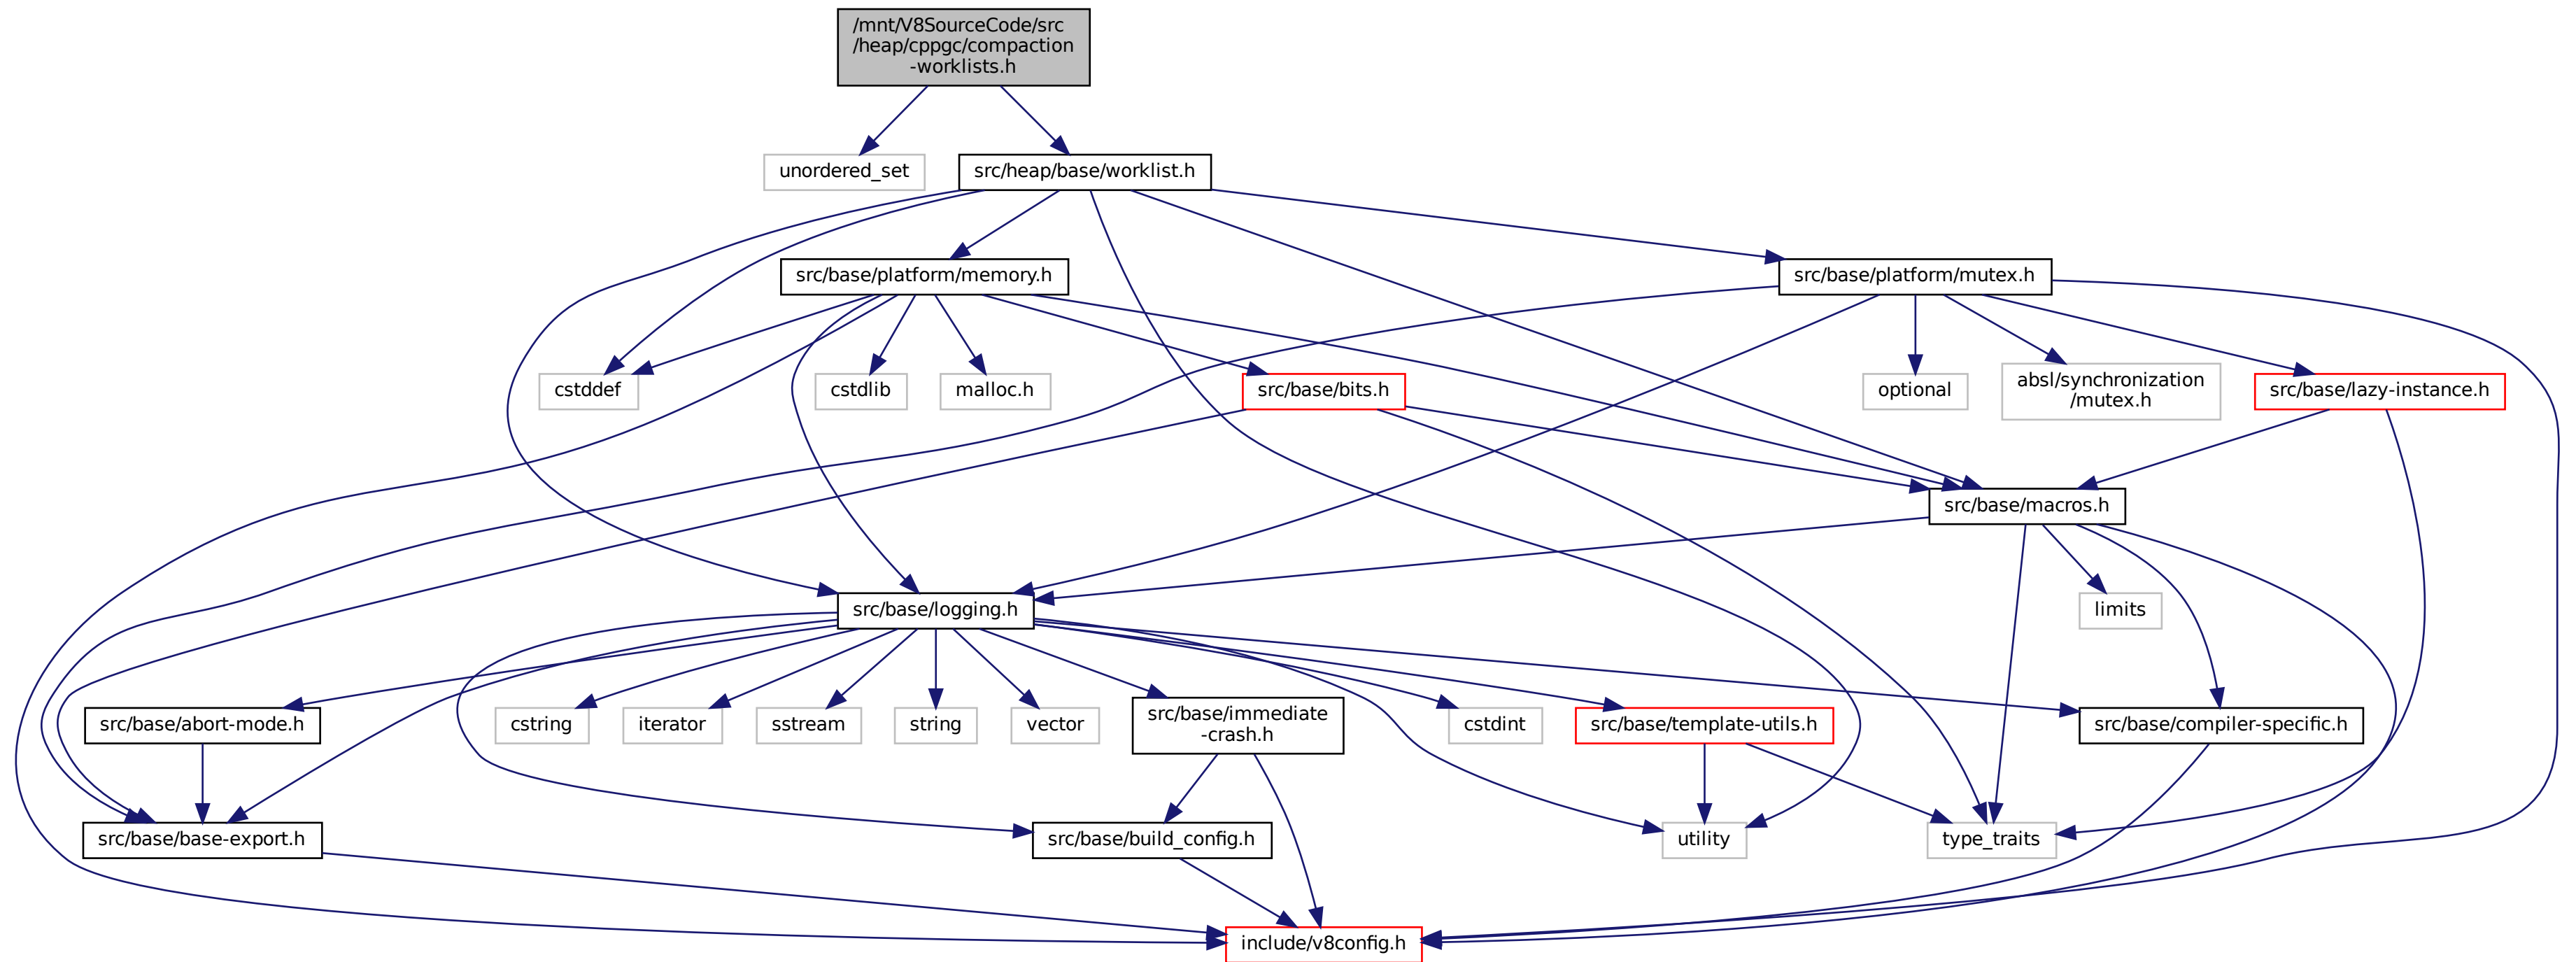 /mnt/V8SourceCode/src
/heap/cppgc/compaction
-worklists.h
unordered_set
src/heap/base/worklist.h
src/base/platform/memory.h
src/base/platform/mutex.h
cstddef
cstdlib
malloc.h
src/base/bits.h
optional
absl/synchronization
/mutex.h
src/base/lazy-instance.h
src/base/macros.h
src/base/logging.h
limits
src/base/abort-mode.h
cstring
iterator
sstream
string
vector
src/base/immediate
-crash.h
cstdint
src/base/template-utils.h
src/base/compiler-specific.h
src/base/base-export.h
src/base/build_config.h
utility
type_traits
include/v8config.h